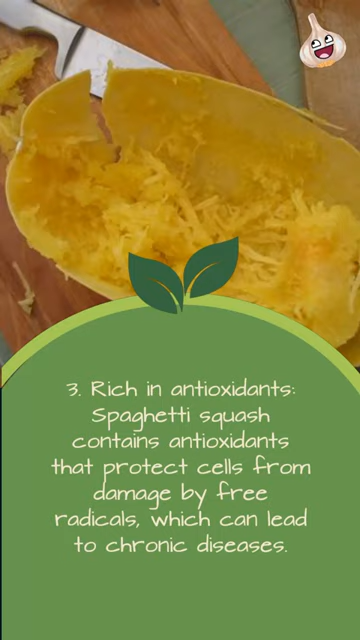 3. Rich in antioxidants:
Spaghetti squash
contains antioxidants
that protect cells from
damage by free
radicals, which can lead
to chronic diseases.